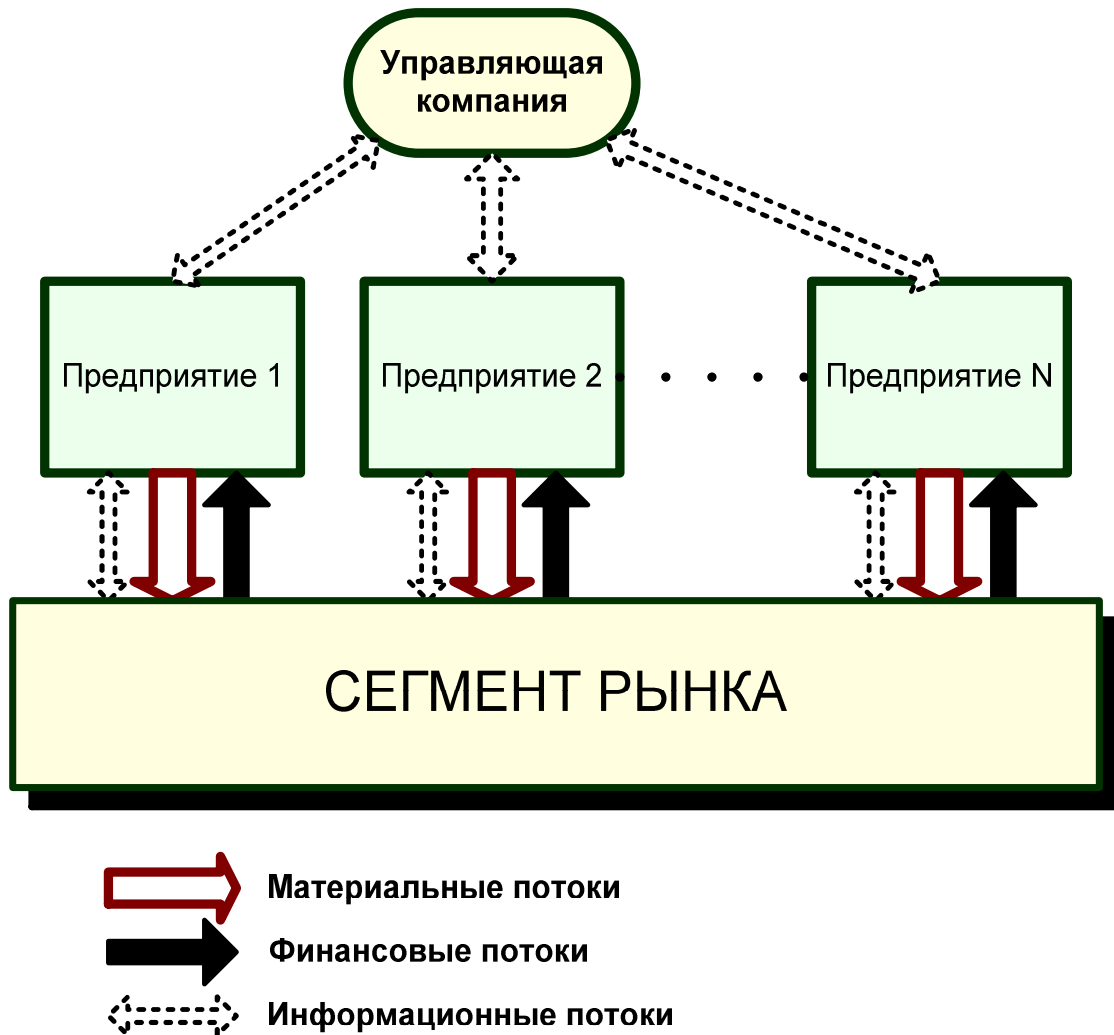 Управляющая
компания
Предприятие 1
Предприятие 2
Предприятие N
СЕГМЕНТ РЫНКА
Материальные потоки
Финансовые потоки
Информационные потоки